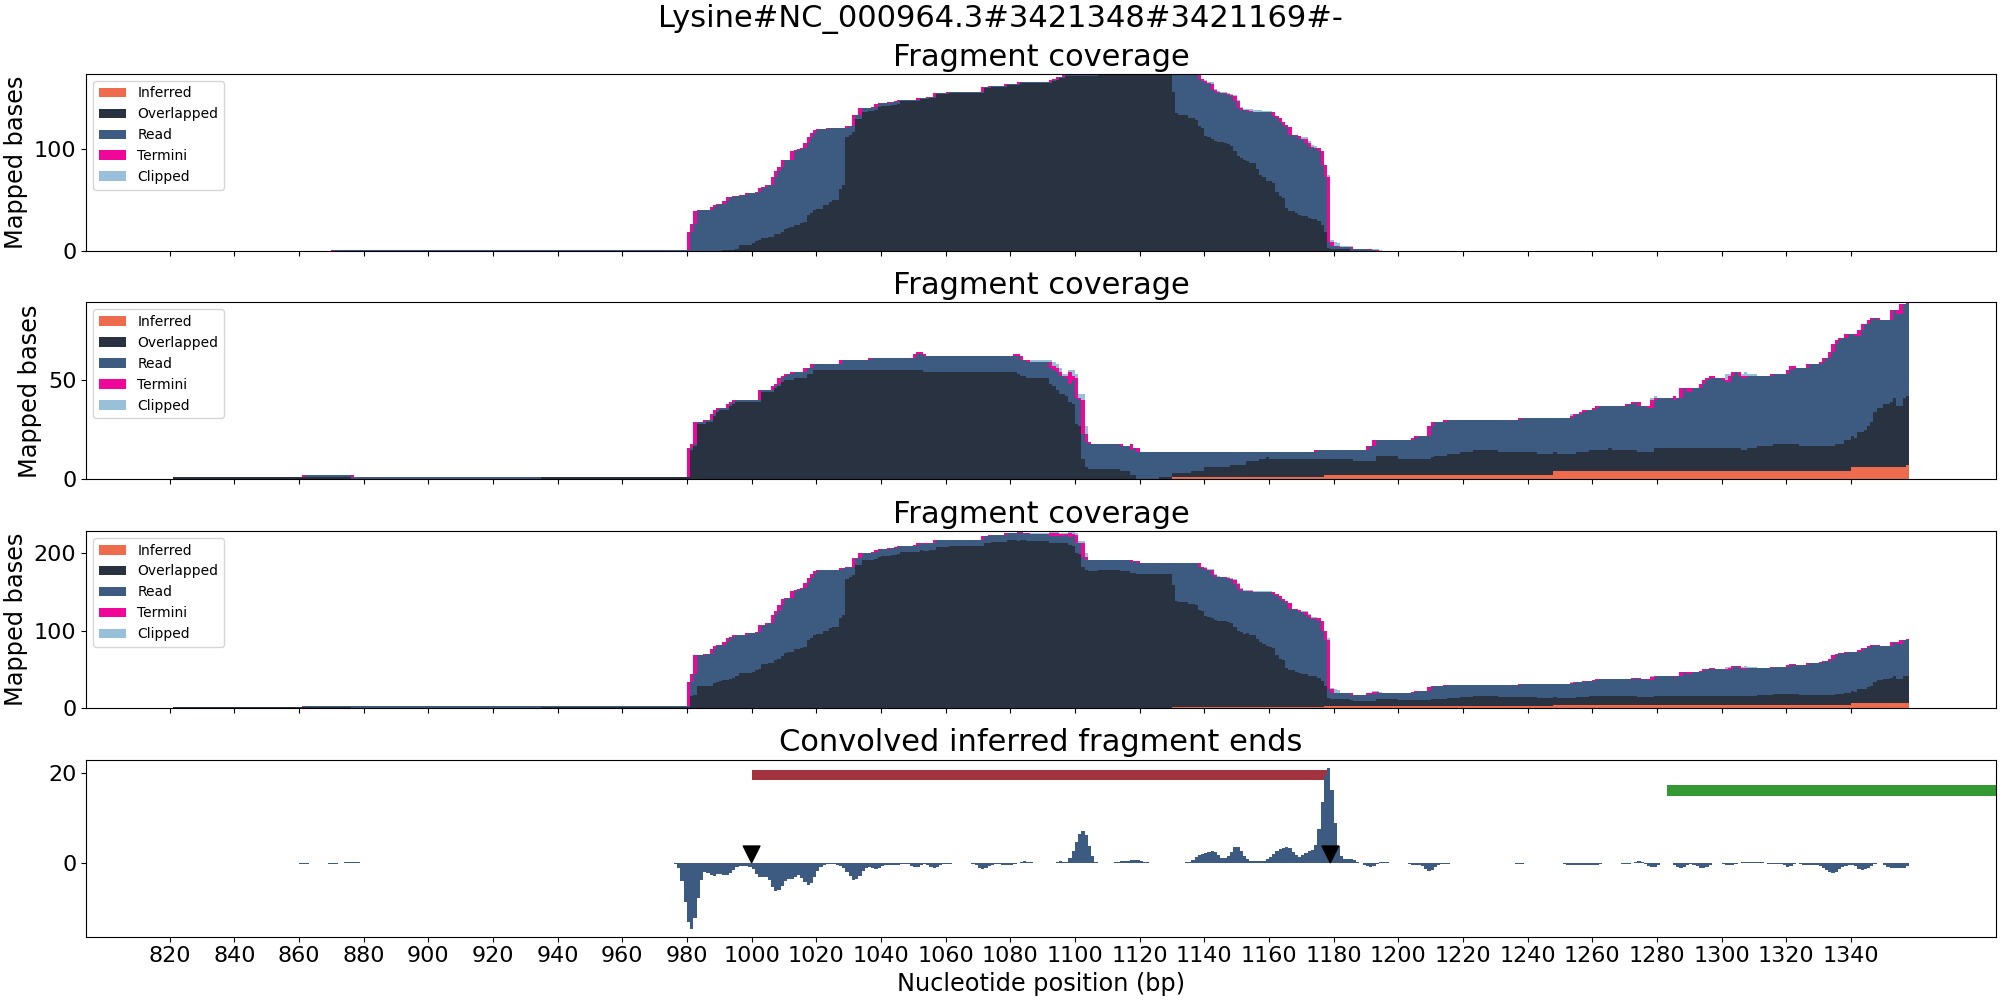 Lysine#NC_000964.3#3421348#3421169#-
Fragment coverage
Mapped bases
100
0
Inferred
Overlapped
Read
Termini
Clipped
Fragment coverage
Mapped bases
50
0
Inferred
Overlapped
Read
Termini
Clipped
Fragment coverage
Mapped bases
200
100
0
Inferred
Overlapped
Read
Termini
Clipped
Convolved inferred fragment ends
20
0
820 840 860 880 900 920 940 960 980 1000 1020 1040 1060 1080 1100 1120 1140 1160 1180 1200 1220 1240 1260 1280 1300 1320 1340
Nucleotide position (bp)